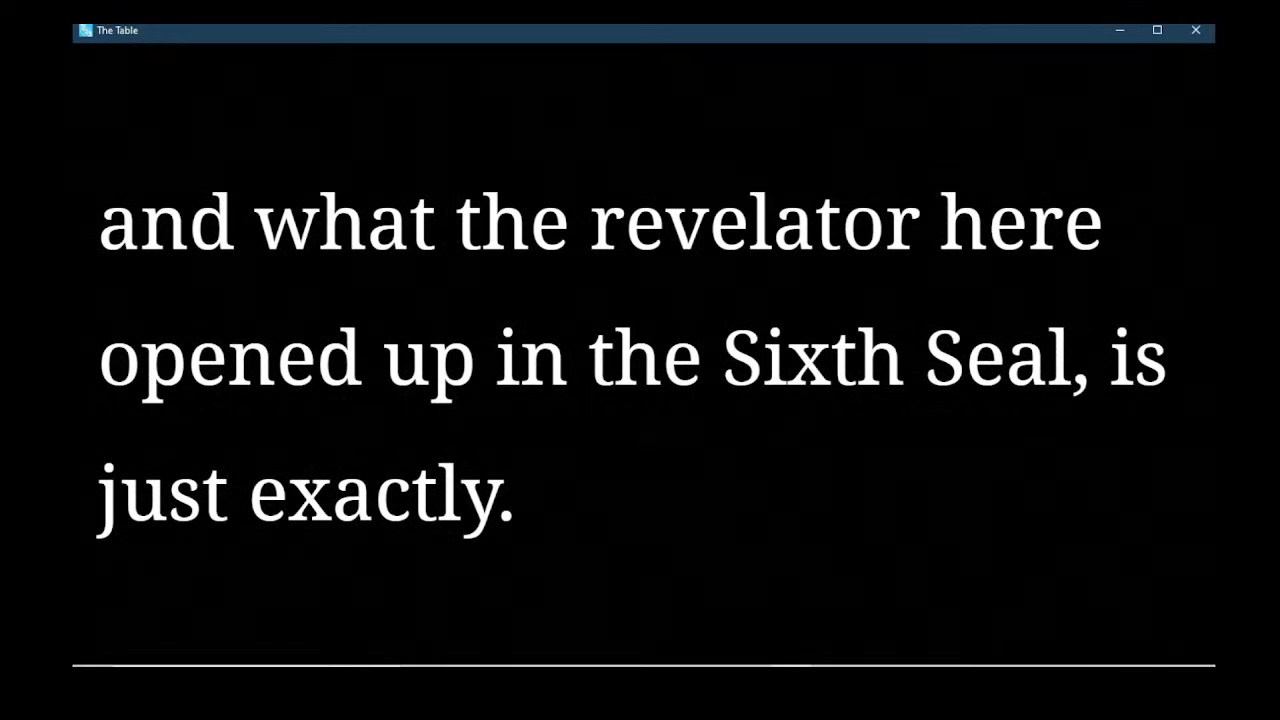 The Table
and what the revelator here
opened up in the Sixth Seal, is
just exactly.